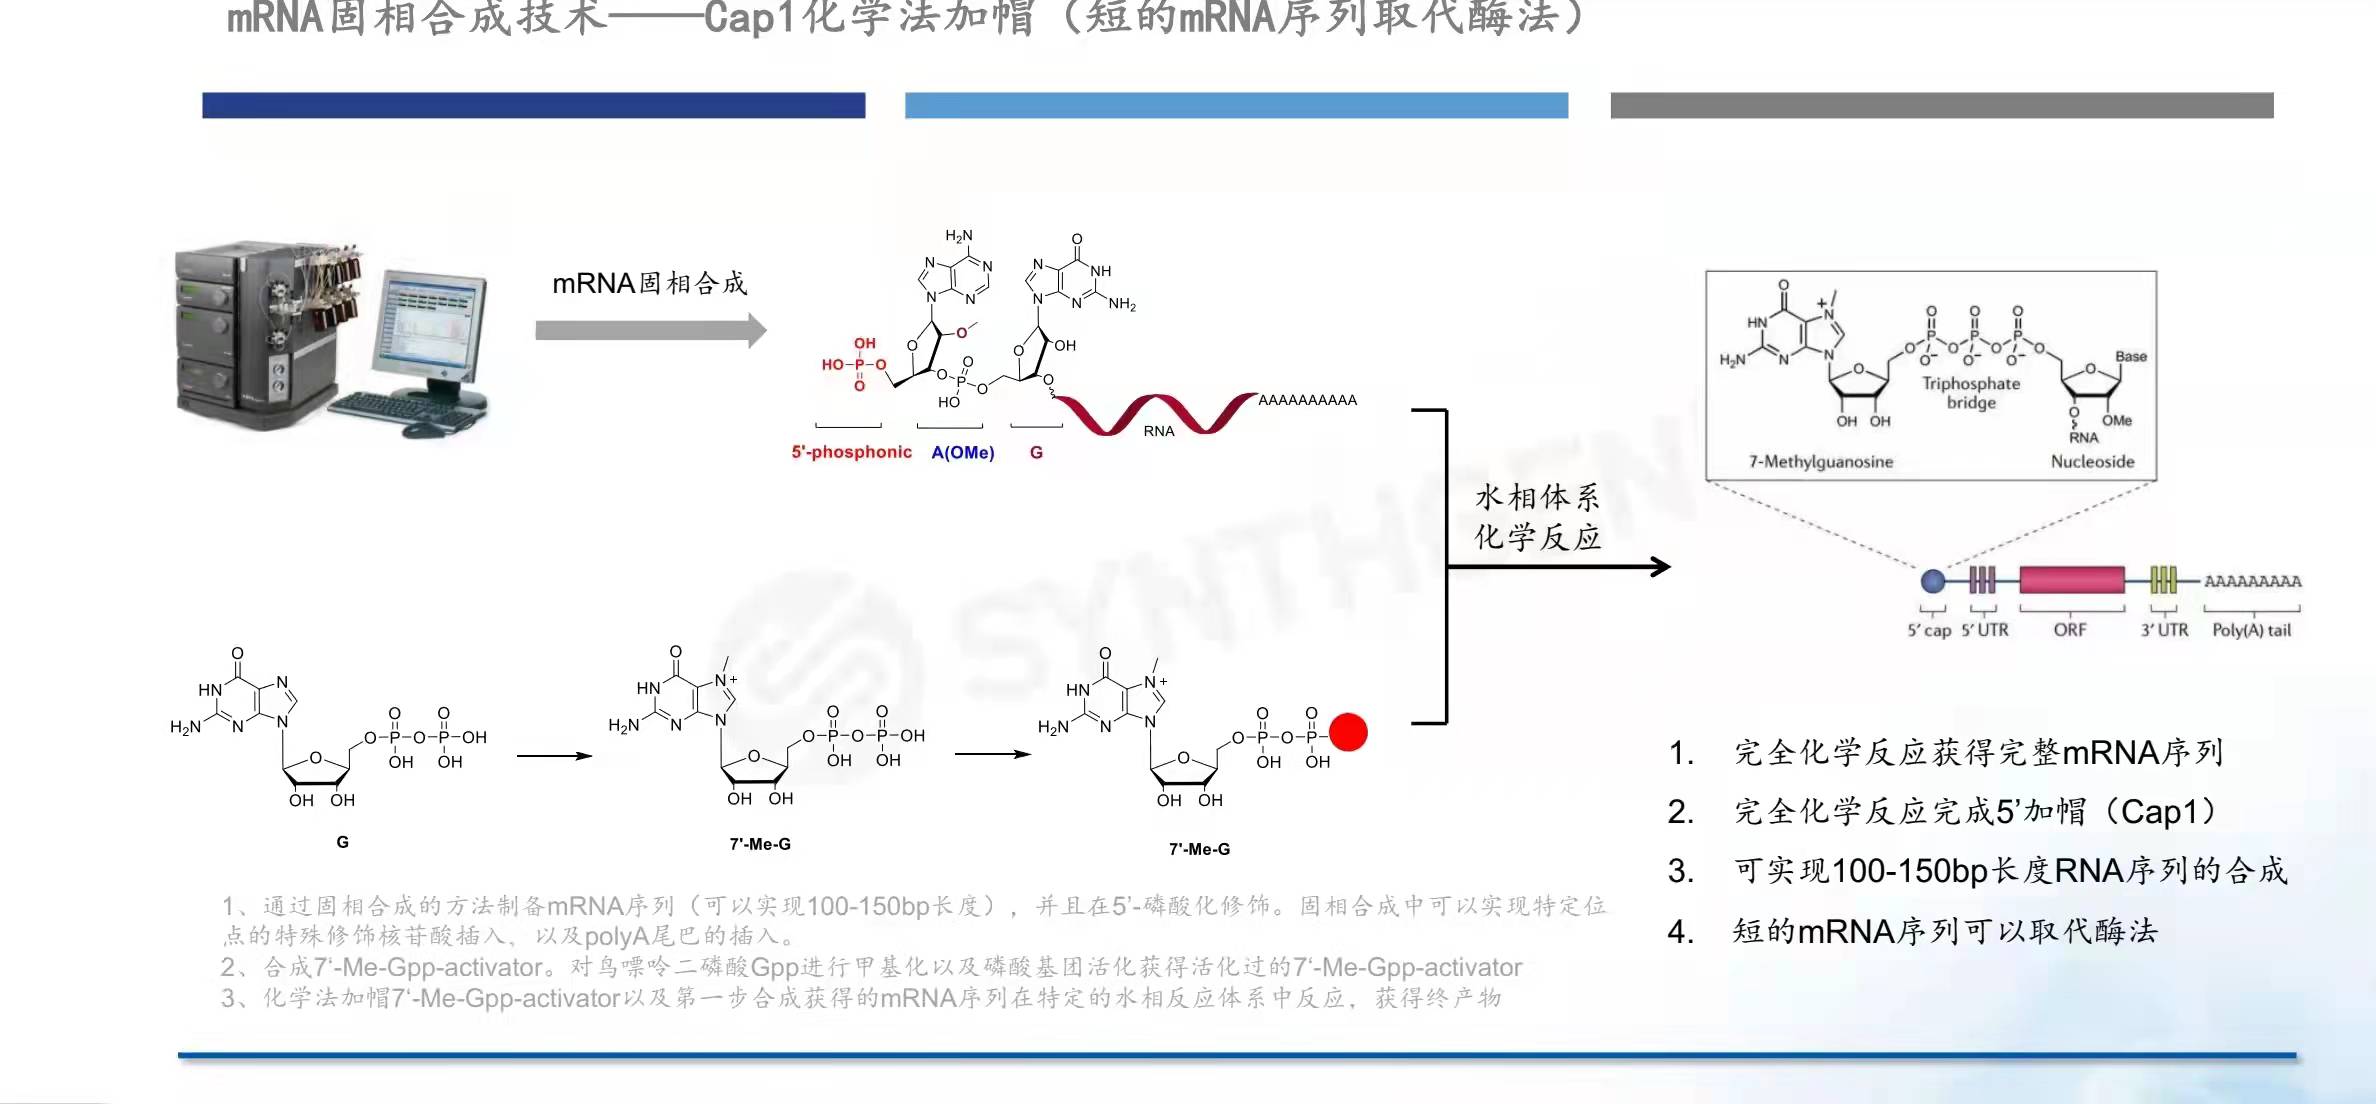 mRNA固相合成技术——Cap1化学法加帽（短的mRNA序列取代酶法）
mRNA固相合成
H₂N
N
N
N
N
O
N
NH
N
N
NH₂
OH
HO-P-O
O
O
O
O
O
P
HO
O
O
OH
O
RNA
AAAAAAAAAA
5'-phosphonic
A(OMe)
G
水相体系
化学反应
O
HN
H₂N
N
N
N
+
O
OH OH
O
O
P
O⁻
O
O
P
O⁻
O
O
P
O⁻
O
Triphosphate
bridge
O
Base
O
OMe
RNA
7-Methylguanosine
Nucleoside
AAAAAAAAA
5' cap
5' UTR
ORF
3' UTR
Poly(A) tail
SYNTHGEN
O
HN
N
H₂N
N
N
O
O
O
O-P-O-P-OH
OH
OH
OH OH
G
O
HN
N+
H₂N
N
N
O
O
O
O-P-O-P-OH
OH
OH
OH OH
7'-Me-G
O
HN
N+
H₂N
N
N
O
O
O
O-P-O-P
OH
OH
OH OH
7'-Me-G
1. 完全化学反应获得完整mRNA序列
2. 完全化学反应完成5’加帽（Cap1）
3. 可实现100-150bp长度RNA序列的合成
4. 短的mRNA序列可以取代酶法
1、通过固相合成的方法制备mRNA序列（可以实现100-150bp长度），并且在5’-磷酸化修饰。固相合成中可以实现特定位
点的特殊修饰核苷酸插入、以及polyA尾巴的插入。
2、合成7‘-Me-Gpp-activator。对鸟嘌呤二磷酸Gpp进行甲基化以及磷酸基团活化获得活化过的7‘-Me-Gpp-activator
3、化学法加帽7‘-Me-Gpp-activator以及第一步合成获得的mRNA序列在特定的水相反应体系中反应，获得终产物